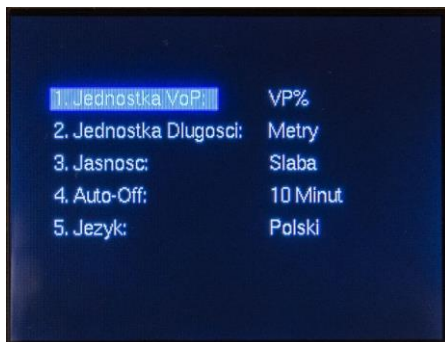 1. Jednostka VoP: VP%
2. Jednostka Dlugosci: Metry
3. Jasnosc: Slaba
4. Auto-Off: 10 Minut
5. Jezyk: Polski